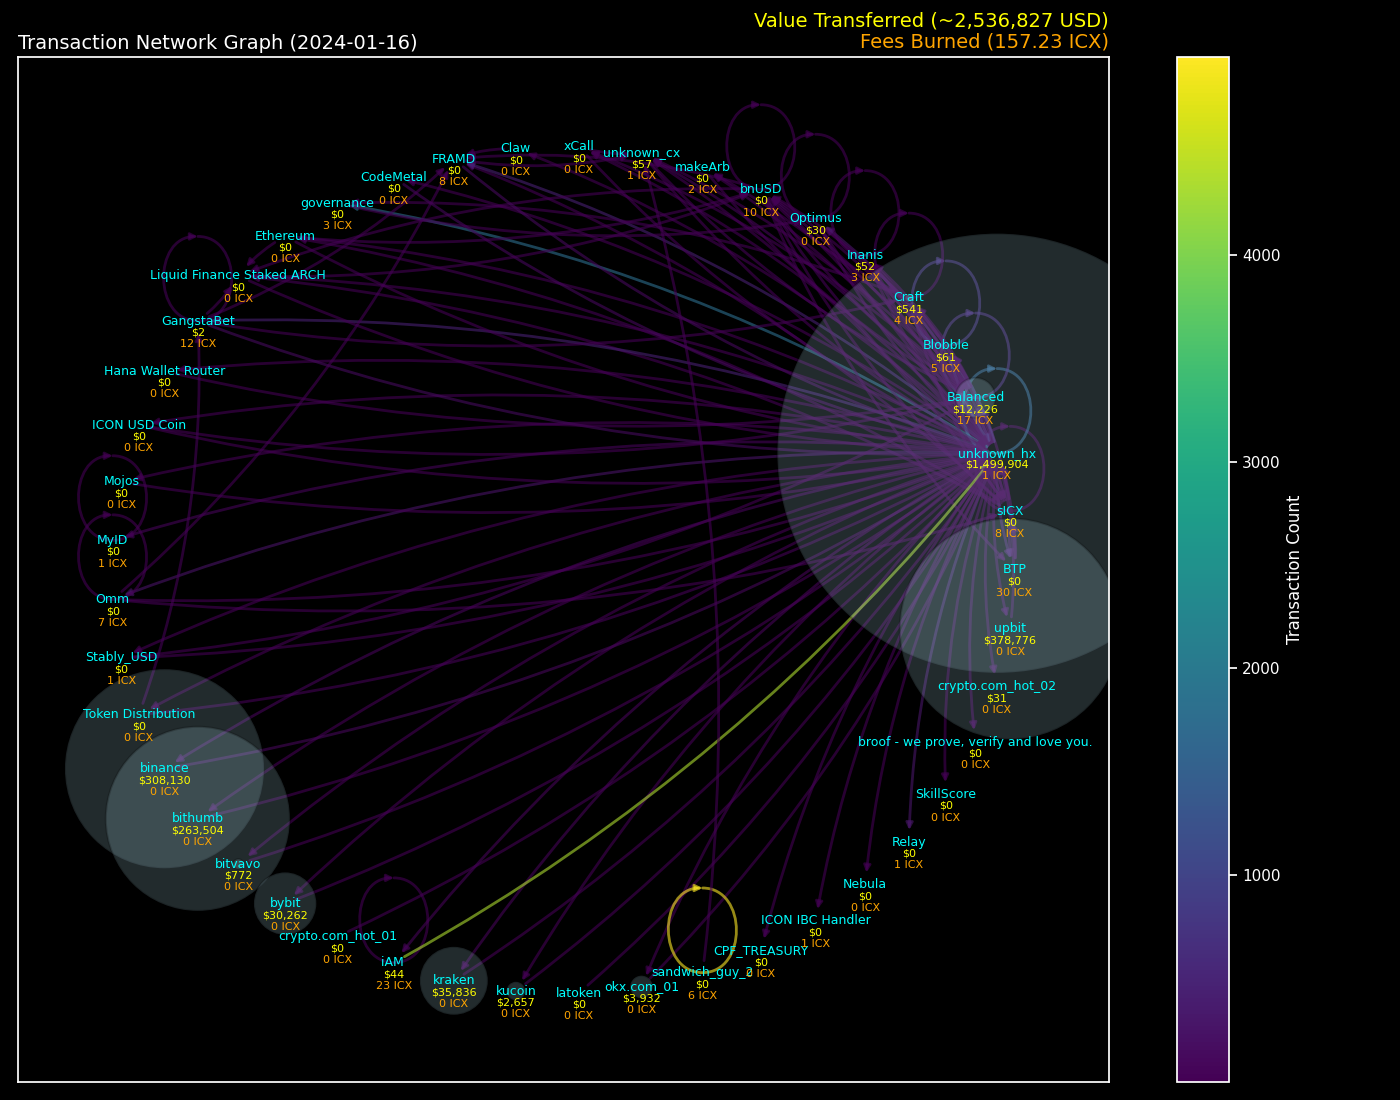 Value Transferred (~2,536,827 USD)
Transaction Network Graph (2024-01-16)
Fees Burned (157.23 ICX)
Claw
$0
0 ICX
xCall
$0
0 ICX
unknown_cx
$57
1 ICX
FRAMD
$0
8 ICX
makeArb
$0
2 ICX
CodeMetal
$0
0 ICX
bnUSD
$0
10 ICX
governance
$0
3 ICX
Optimus
$30
0 ICX
Ethereum
$0
0 ICX
Inanis
$52
3 ICX
Liquid Finance Staked ARCH
$0
0 ICX
Craft
$541
4 ICX
GangstaBet
$2
12 ICX
Blobble
$61
5 ICX
Hana Wallet Router
$0
0 ICX
Balanced
$12,226
17 ICX
ICON USD Coin
$0
0 ICX
unknown_hx
$1,499,904
1 ICX
Mojos
$0
0 ICX
sICX
$0
8 ICX
MyID
$0
1 ICX
BTP
$0
30 ICX
Omm
$0
7 ICX
upbit
$378,776
0 ICX
Stably_USD
$0
1 ICX
crypto.com_hot_02
$31
0 ICX
Token Distribution
$0
0 ICX
broof - we prove, verify and love you.
$0
0 ICX
binance
$308,130
0 ICX
SkillScore
$0
0 ICX
bithumb
$263,504
0 ICX
Relay
$0
1 ICX
bitvavo
$772
0 ICX
Nebula
$0
0 ICX
bybit
$30,262
0 ICX
ICON IBC Handler
$0
1 ICX
crypto.com_hot_01
$0
0 ICX
CPF_TREASURY
$0
0 ICX
iAM
$44
23 ICX
sandwich_guy_2
$0
6 ICX
kraken
$35,836
0 ICX
okx.com_01
$3,932
0 ICX
kucoin
$2,657
0 ICX
latoken
$0
0 ICX
4000
3000
2000
1000
Transaction Count